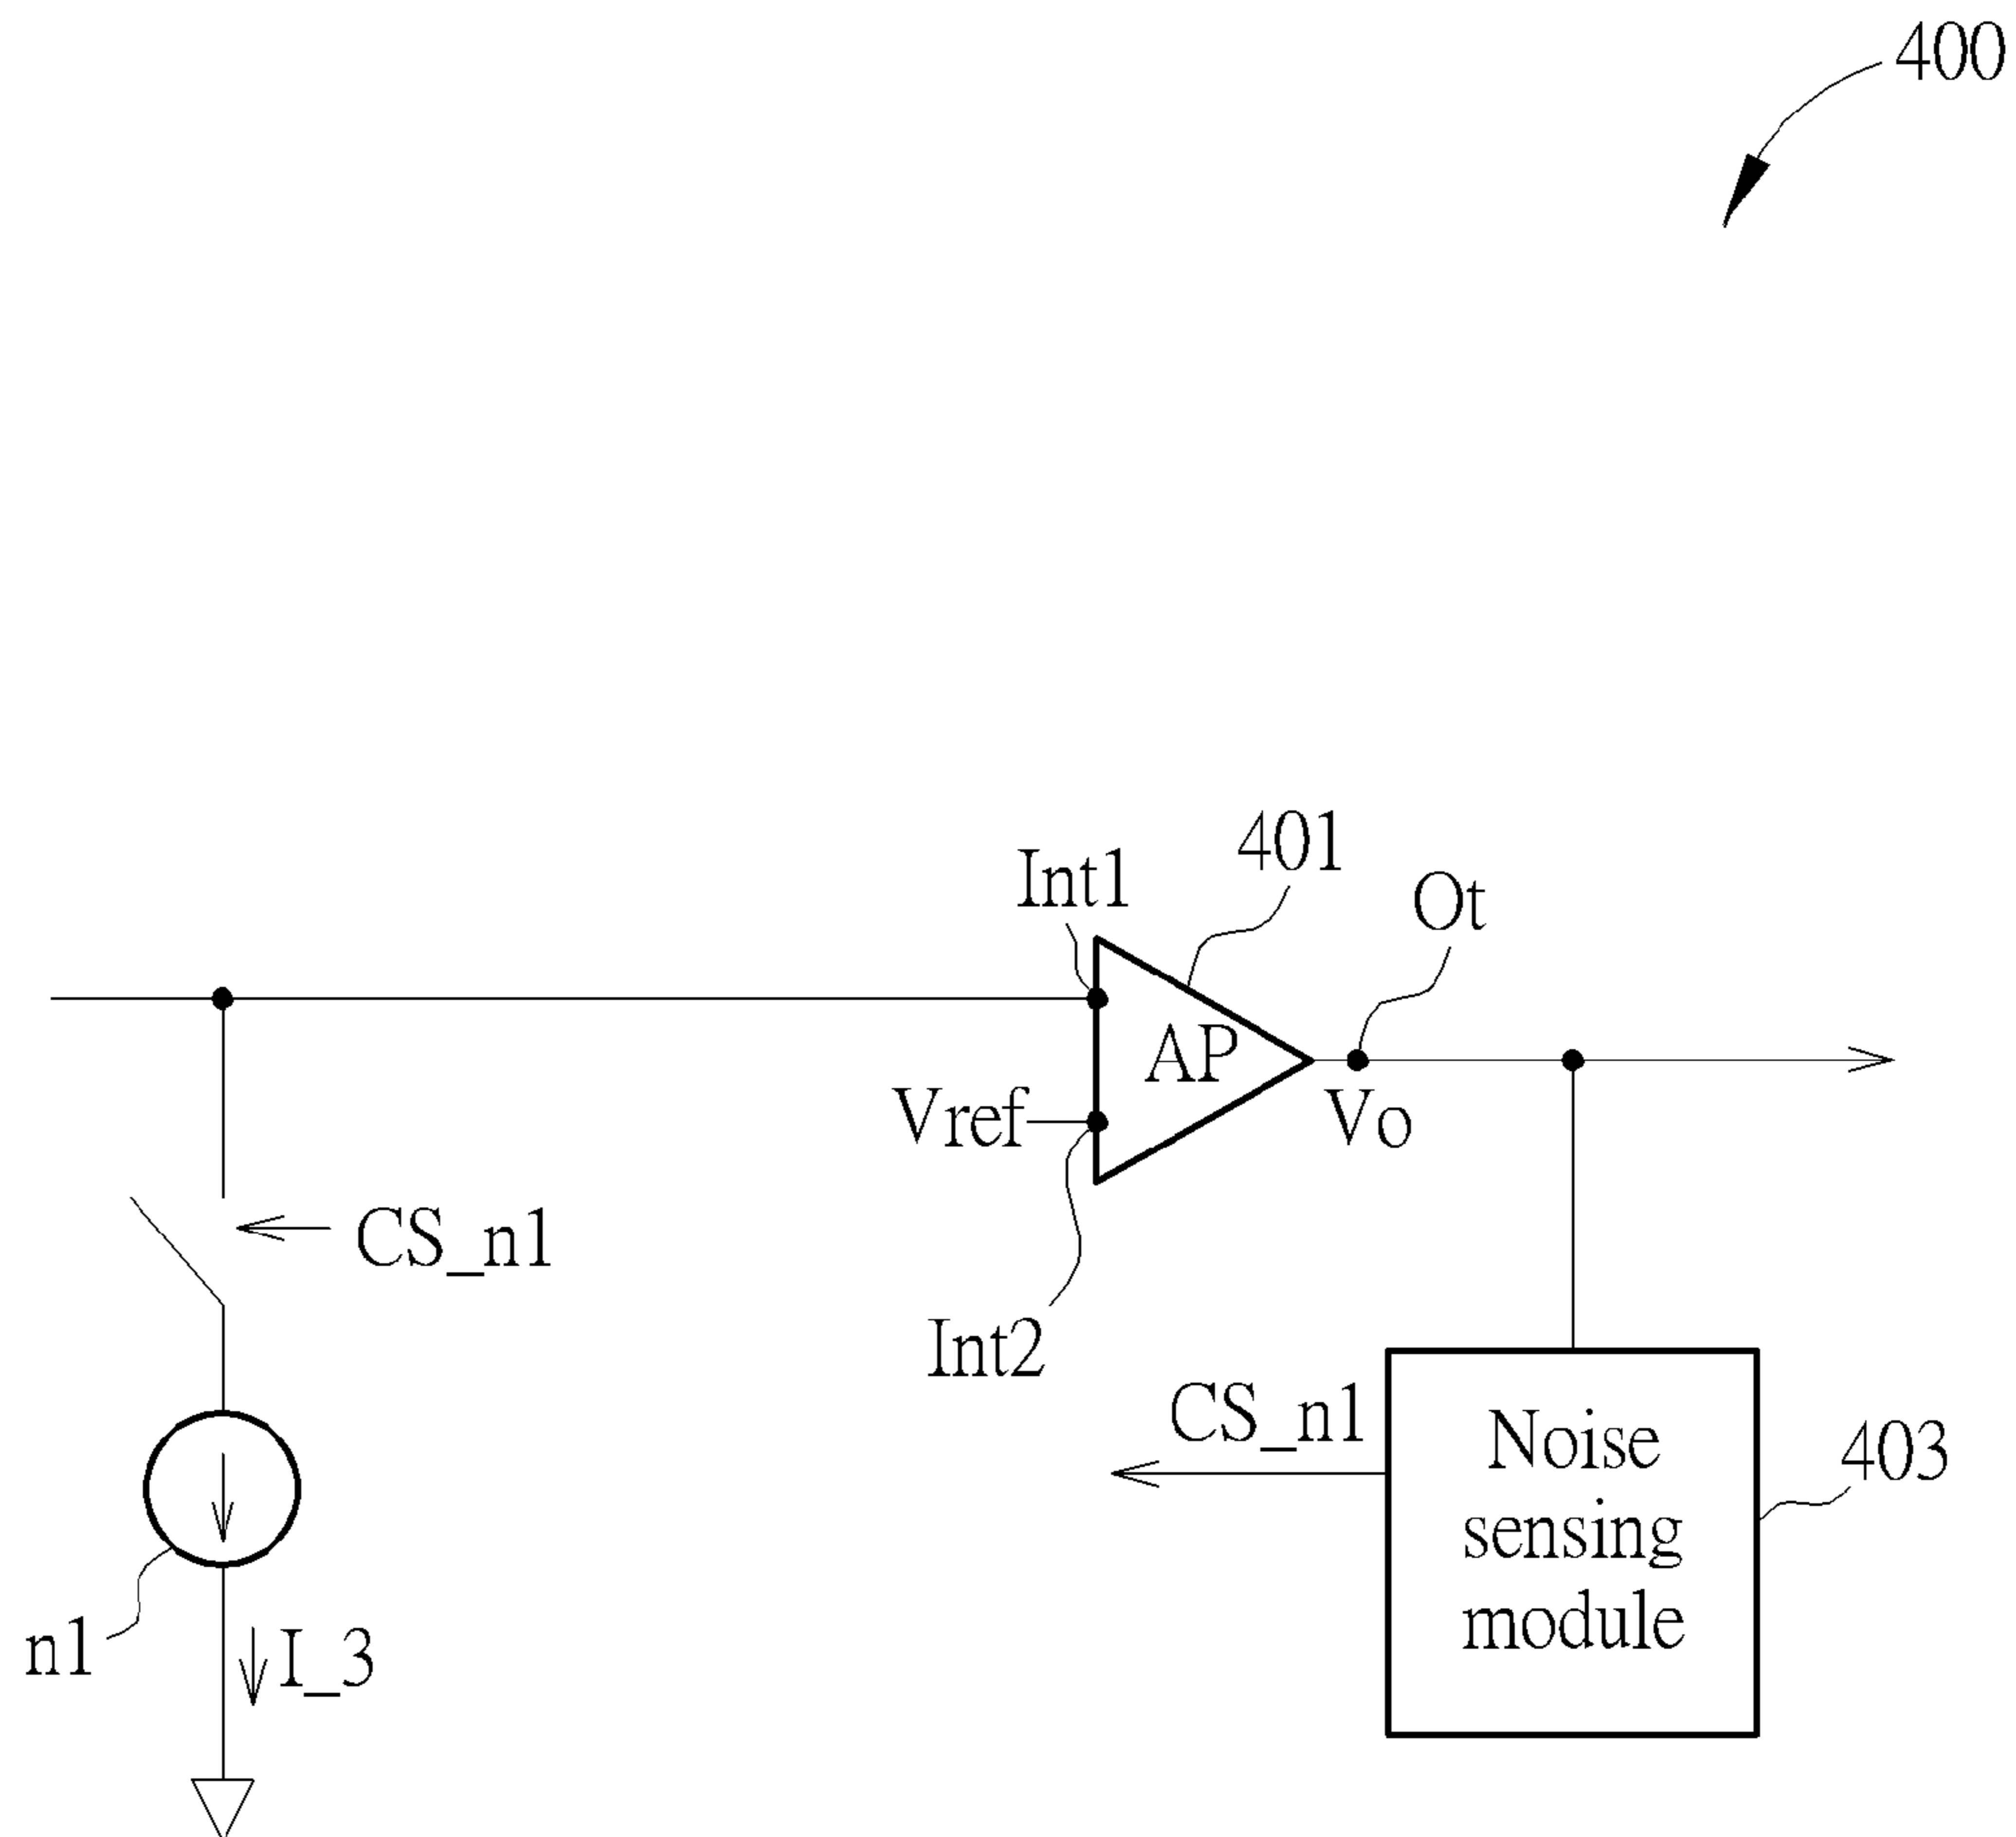 400
401
Int1
Ot
AP
Vref
Vo
CS_n1
Int2
CS_n1
Noise
sensing
module
403
n1
I_3